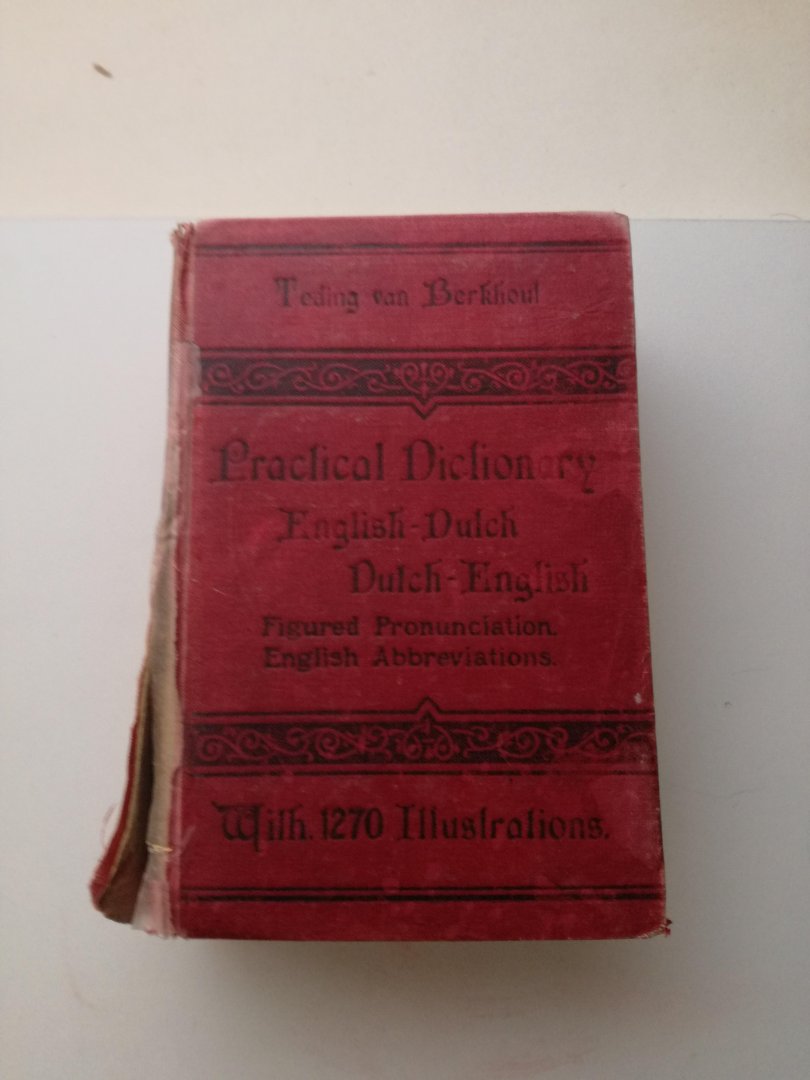 Teding van Berkhout
Practical Dictionary
English-Dutch
Dutch-English
Figured Pronunciation.
English Abbreviations.
With. 1270 Illustrations.